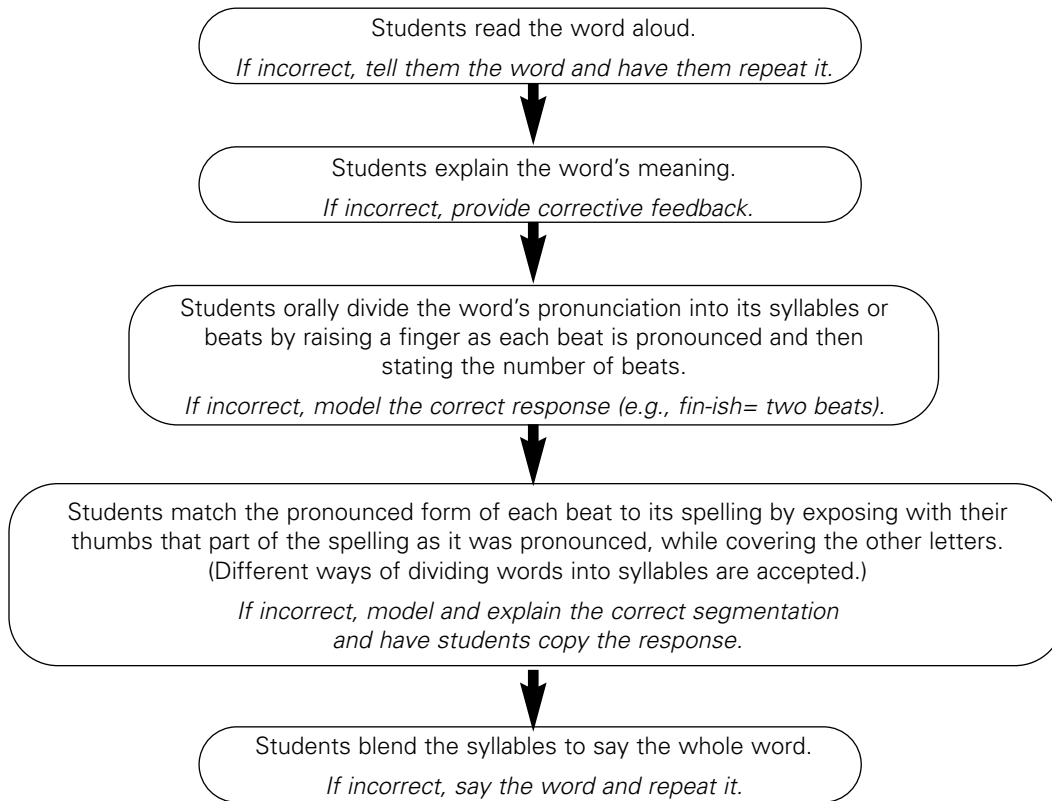 Students read the word aloud.
If incorrect, tell them the word and have them repeat it.
Students explain the word’s meaning.
If incorrect, provide corrective feedback.
Students orally divide the word’s pronunciation into its syllables or
beats by raising a finger as each beat is pronounced and then
stating the number of beats.
If incorrect, model the correct response (e.g., fin-ish= two beats).
Students match the pronounced form of each beat to its spelling by exposing with their
thumbs that part of the spelling as it was pronounced, while covering the other letters.
(Different ways of dividing words into syllables are accepted.)
If incorrect, model and explain the correct segmentation
and have students copy the response.
Students blend the syllables to say the whole word.
If incorrect, say the word and repeat it.